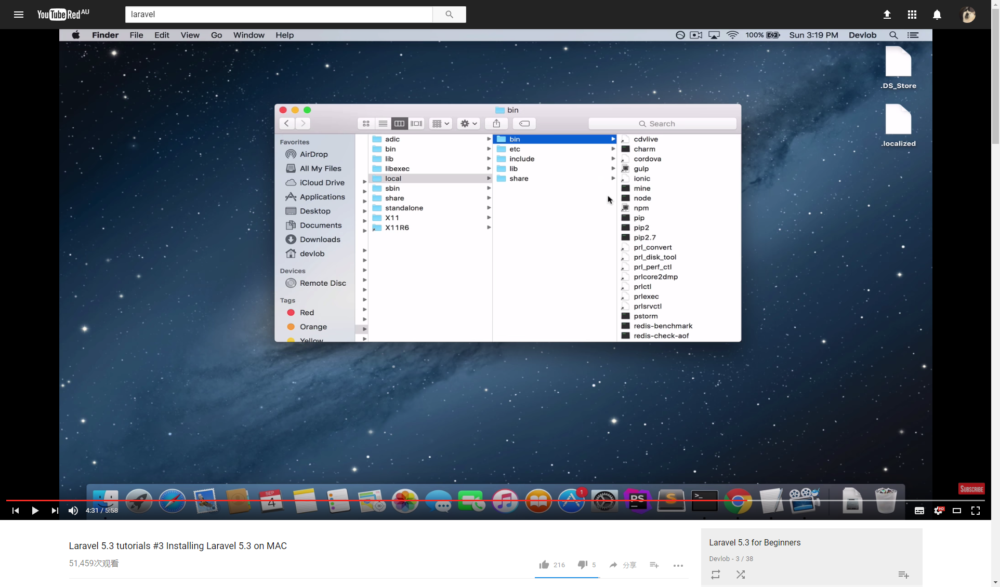 YouTube Red AU
laravel
Finder File Edit View Go Window Help
100% Sun 3:19 PM Devlob
.DS_Store
.localized
bin
Search
Favorites
AirDrop
All My Files
iCloud Drive
Applications
Desktop
Documents
Downloads
devlob
Devices
Remote Disc
Tags
Red
Orange
Yellow
adic
bin
lib
libexec
local
sbin
share
standalone
X11
X11R6
bin
etc
include
lib
share
cdvlive
charm
cordova
gulp
ionic
mine
node
npm
pip
pip2
pip2.7
prl_convert
prl_disk_tool
prl_perf_ctl
prlcore2dmp
prlctl
prlexec
prlsrvctl
pstorm
redis-benchmark
redis-check-aof
SEP
4
3D
1
PS
S
>_
SUBSCRIBE
4:31 / 5:58
HD
Laravel 5.3 tutorials #3 Installing Laravel 5.3 on MAC
51,459次观看
216
5
分享
Laravel 5.3 for Beginners
Devlob - 3 / 38